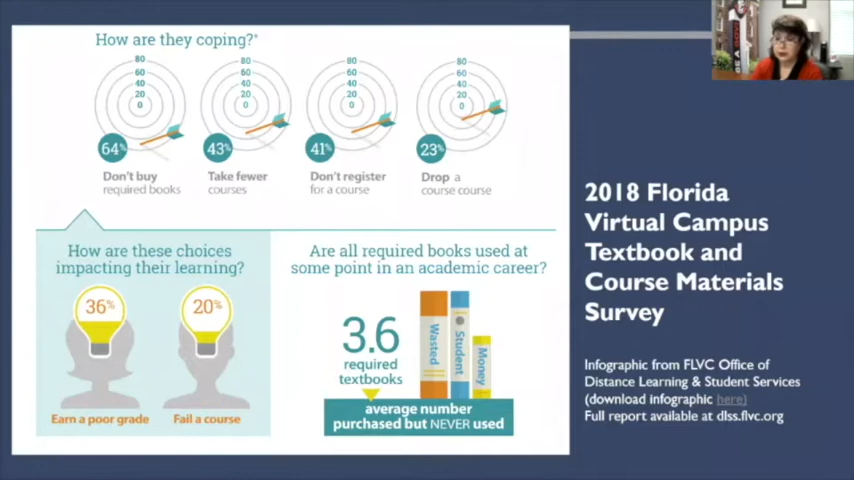 How are they coping?*
80
60
40
20
0
80
60
40
20
0
80
60
40
20
0
80
60
40
20
0
64%
43%
41%
23%
Don't buy
required books
Take fewer
courses
Don't register
for a course
Drop a
course course
How are these choices
impacting their learning?
36%
20%
Earn a poor grade
Fail a course
Are all required books used at
some point in an academic career?
3.6
required
textbooks
Wasted
Student
Money
average number
purchased but NEVER used
2018 Florida
Virtual Campus
Textbook and
Course Materials
Survey
Infographic from FLVC Office of
Distance Learning & Student Services
(download infographic here)
Full report available at dlss.flvc.org